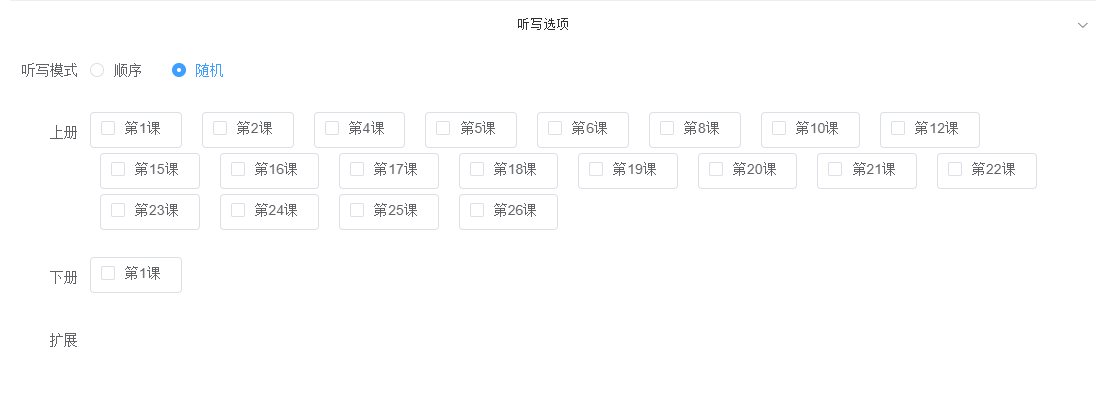 听写选项
听写模式 顺序 随机
上册 第1课 第2课 第4课 第5课 第6课 第8课 第10课 第12课
第15课 第16课 第17课 第18课 第19课 第20课 第21课 第22课
第23课 第24课 第25课 第26课
下册 第1课
扩展